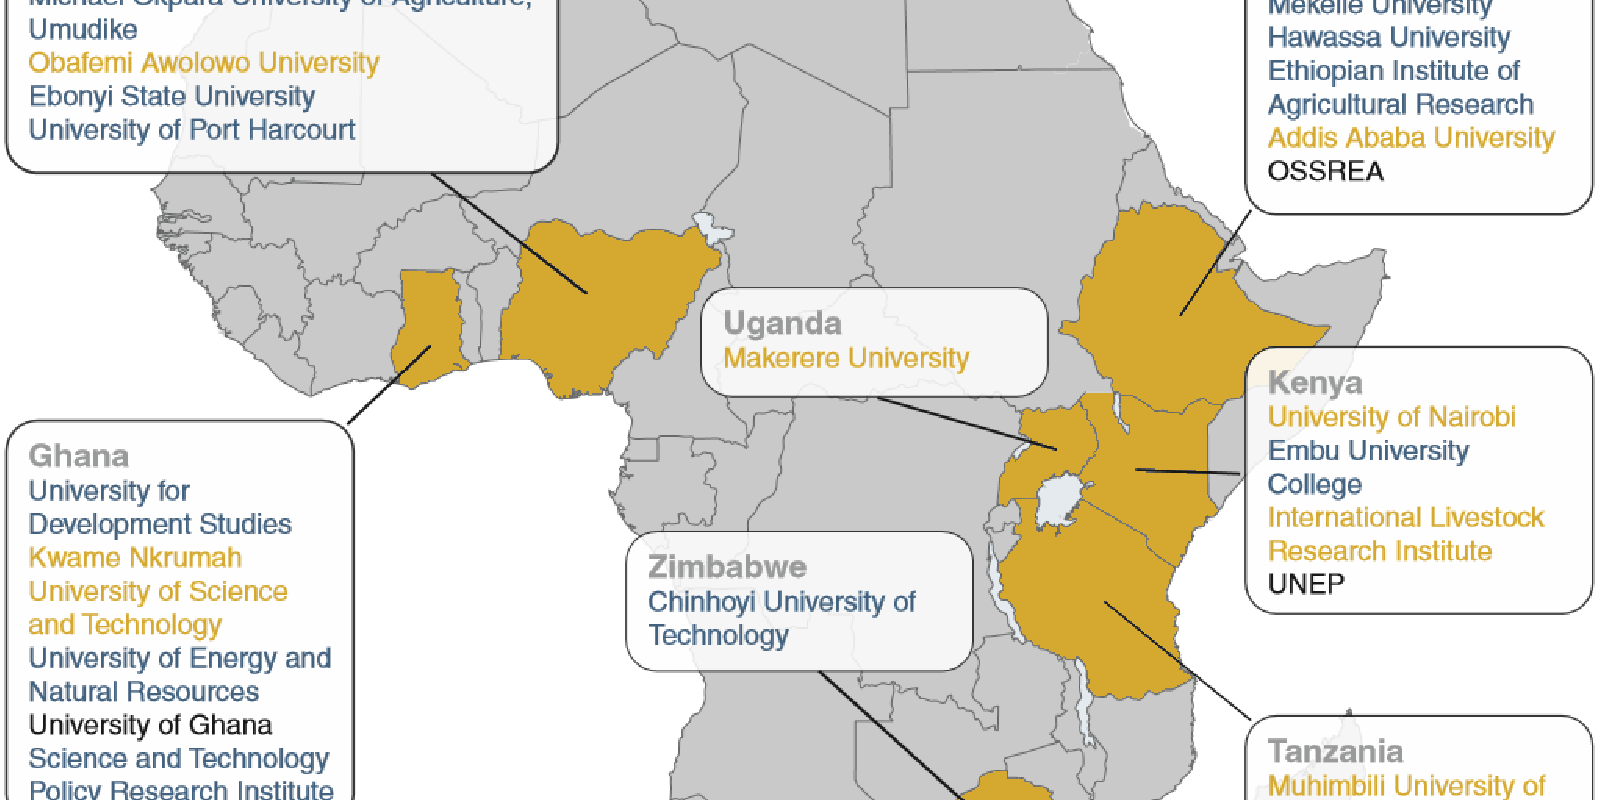 Michael Okpara University of Agriculture,
Umudike
Obafemi Awolowo University
Ebonyi State University
University of Port Harcourt
Mekelle University
Hawassa University
Ethiopian Institute of
Agricultural Research
Addis Ababa University
OSSREA
Uganda
Makerere University
Kenya
University of Nairobi
Embu University
College
International Livestock
Research Institute
UNEP
Ghana
University for
Development Studies
Kwame Nkrumah
University of Science
and Technology
University of Energy and
Natural Resources
University of Ghana
Science and Technology
Policy Research Institute
Zimbabwe
Chinhoyi University of
Technology
Tanzania
Muhimbili University of